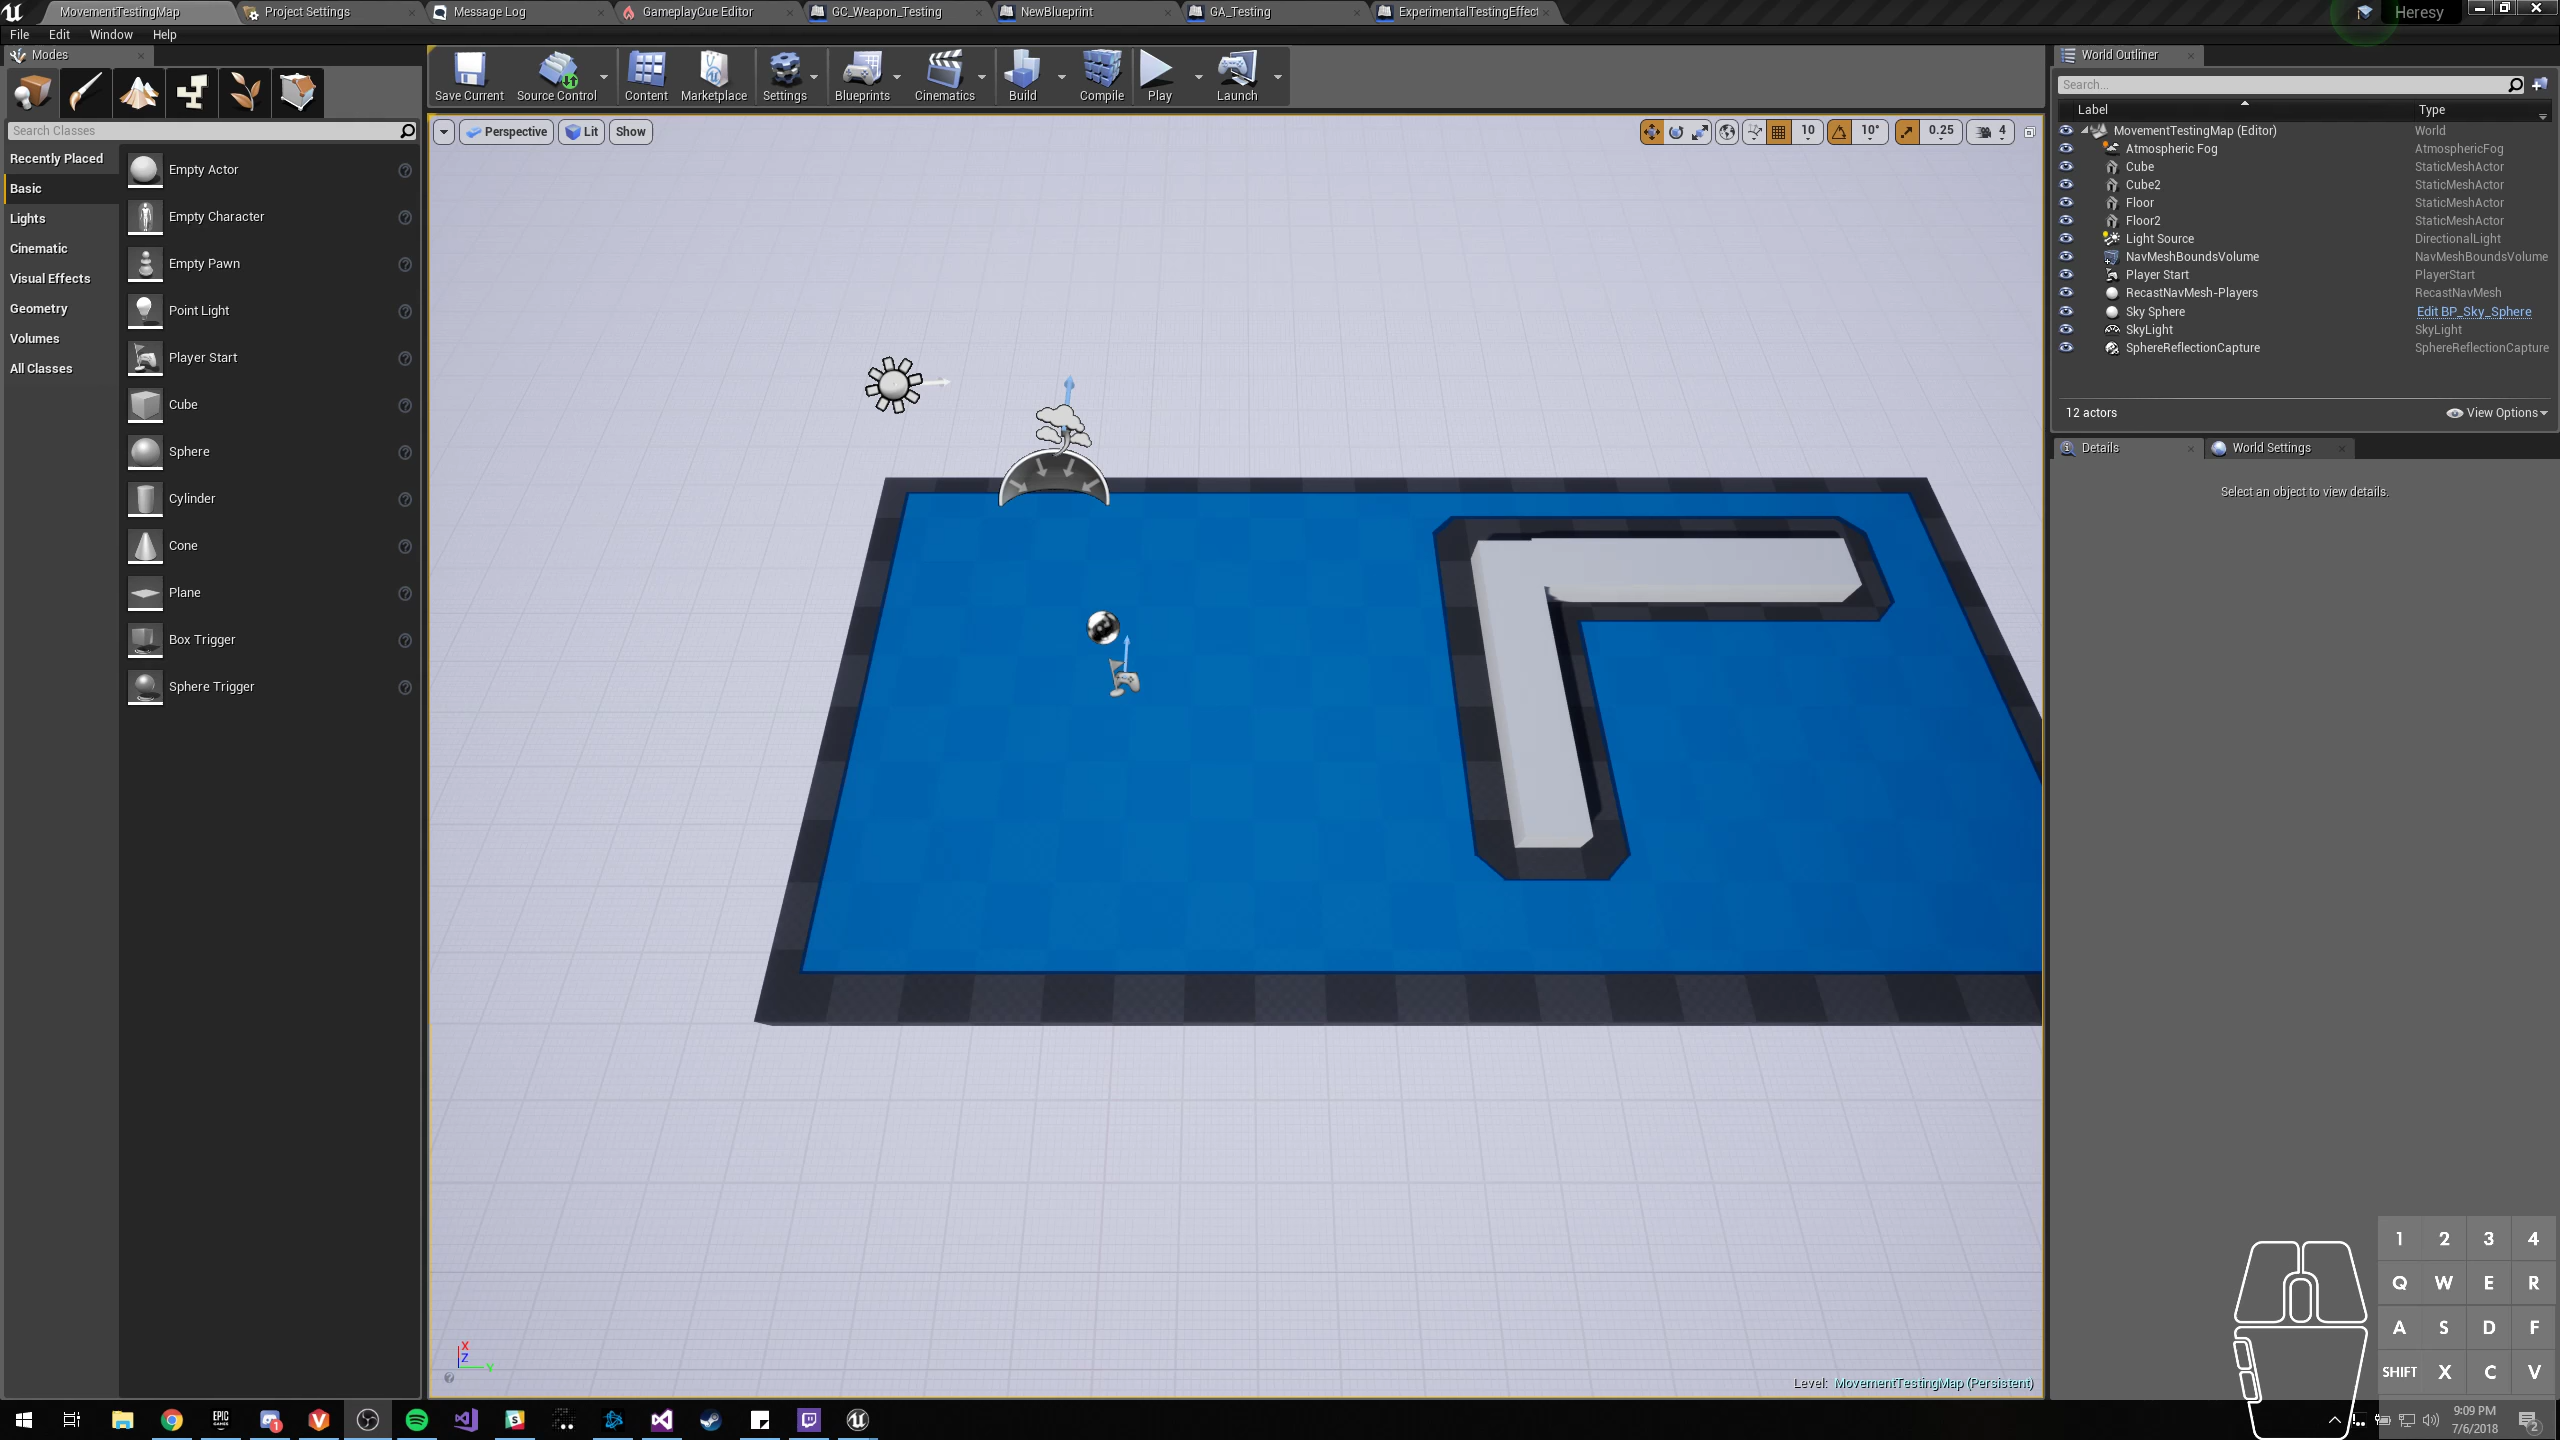 MovementTestingMap
Project Settings
Message Log
GameplayCue Editor
GC_Weapon_Testing
NewBlueprint
GA_Testing
ExperimentalTestingEffect
Heresy
File Edit Window Help
Modes
Save Current
Source Control
Content
Marketplace
Settings
Blueprints
Cinematics
Build
Compile
Play
Launch
Search Classes
Recently Placed
Basic
Lights
Cinematic
Visual Effects
Geometry
Volumes
All Classes
Empty Actor
Empty Character
Empty Pawn
Point Light
Player Start
Cube
Sphere
Cylinder
Cone
Plane
Box Trigger
Sphere Trigger
Perspective
Lit
Show
10
10°
0.25
4
X
Z
Y
Level: MovementTestingMap (Persistent)
World Outliner
Search...
Label Type
MovementTestingMap (Editor) World
Atmospheric Fog AtmosphericFog
Cube StaticMeshActor
Cube2 StaticMeshActor
Floor StaticMeshActor
Floor2 StaticMeshActor
Light Source DirectionalLight
NavMeshBoundsVolume NavMeshBoundsVolume
Player Start PlayerStart
RecastNavMesh-Players RecastNavMesh
Sky Sphere Edit BP_Sky_Sphere
SkyLight SkyLight
SphereReflectionCapture SphereReflectionCapture
12 actors
View Options
Details
World Settings
Select an object to view details.
1 2 3 4
Q W E R
A S D F
SHIFT X C V
EPIC GAMES
1
9:09 PM
7/6/2018
2